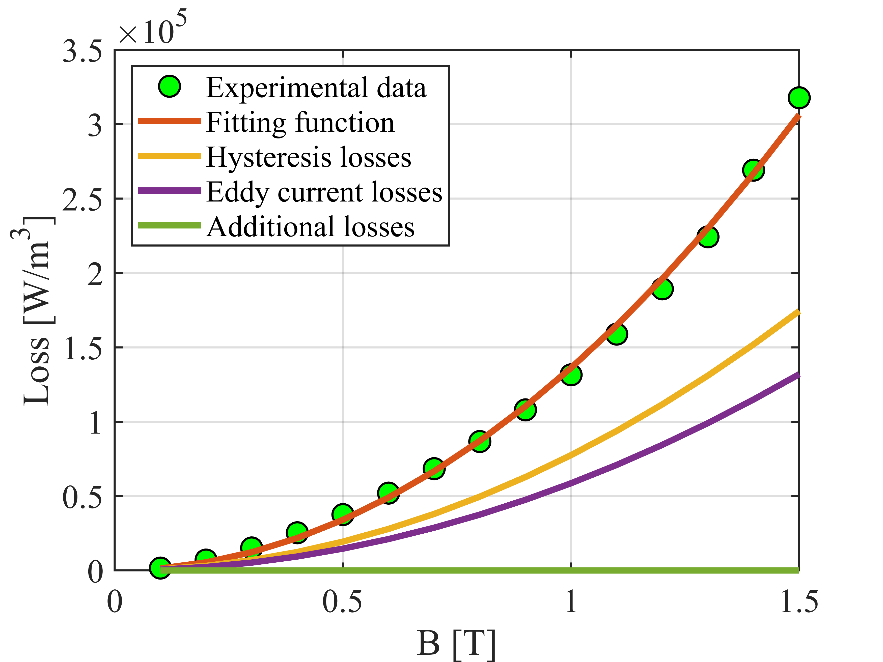 ×10⁵
3.5
3
2.5
2
1.5
1
0.5
0
Loss [W/m³]
Experimental data
Fitting function
Hysteresis losses
Eddy current losses
Additional losses
0 0.5 1 1.5
B [T]